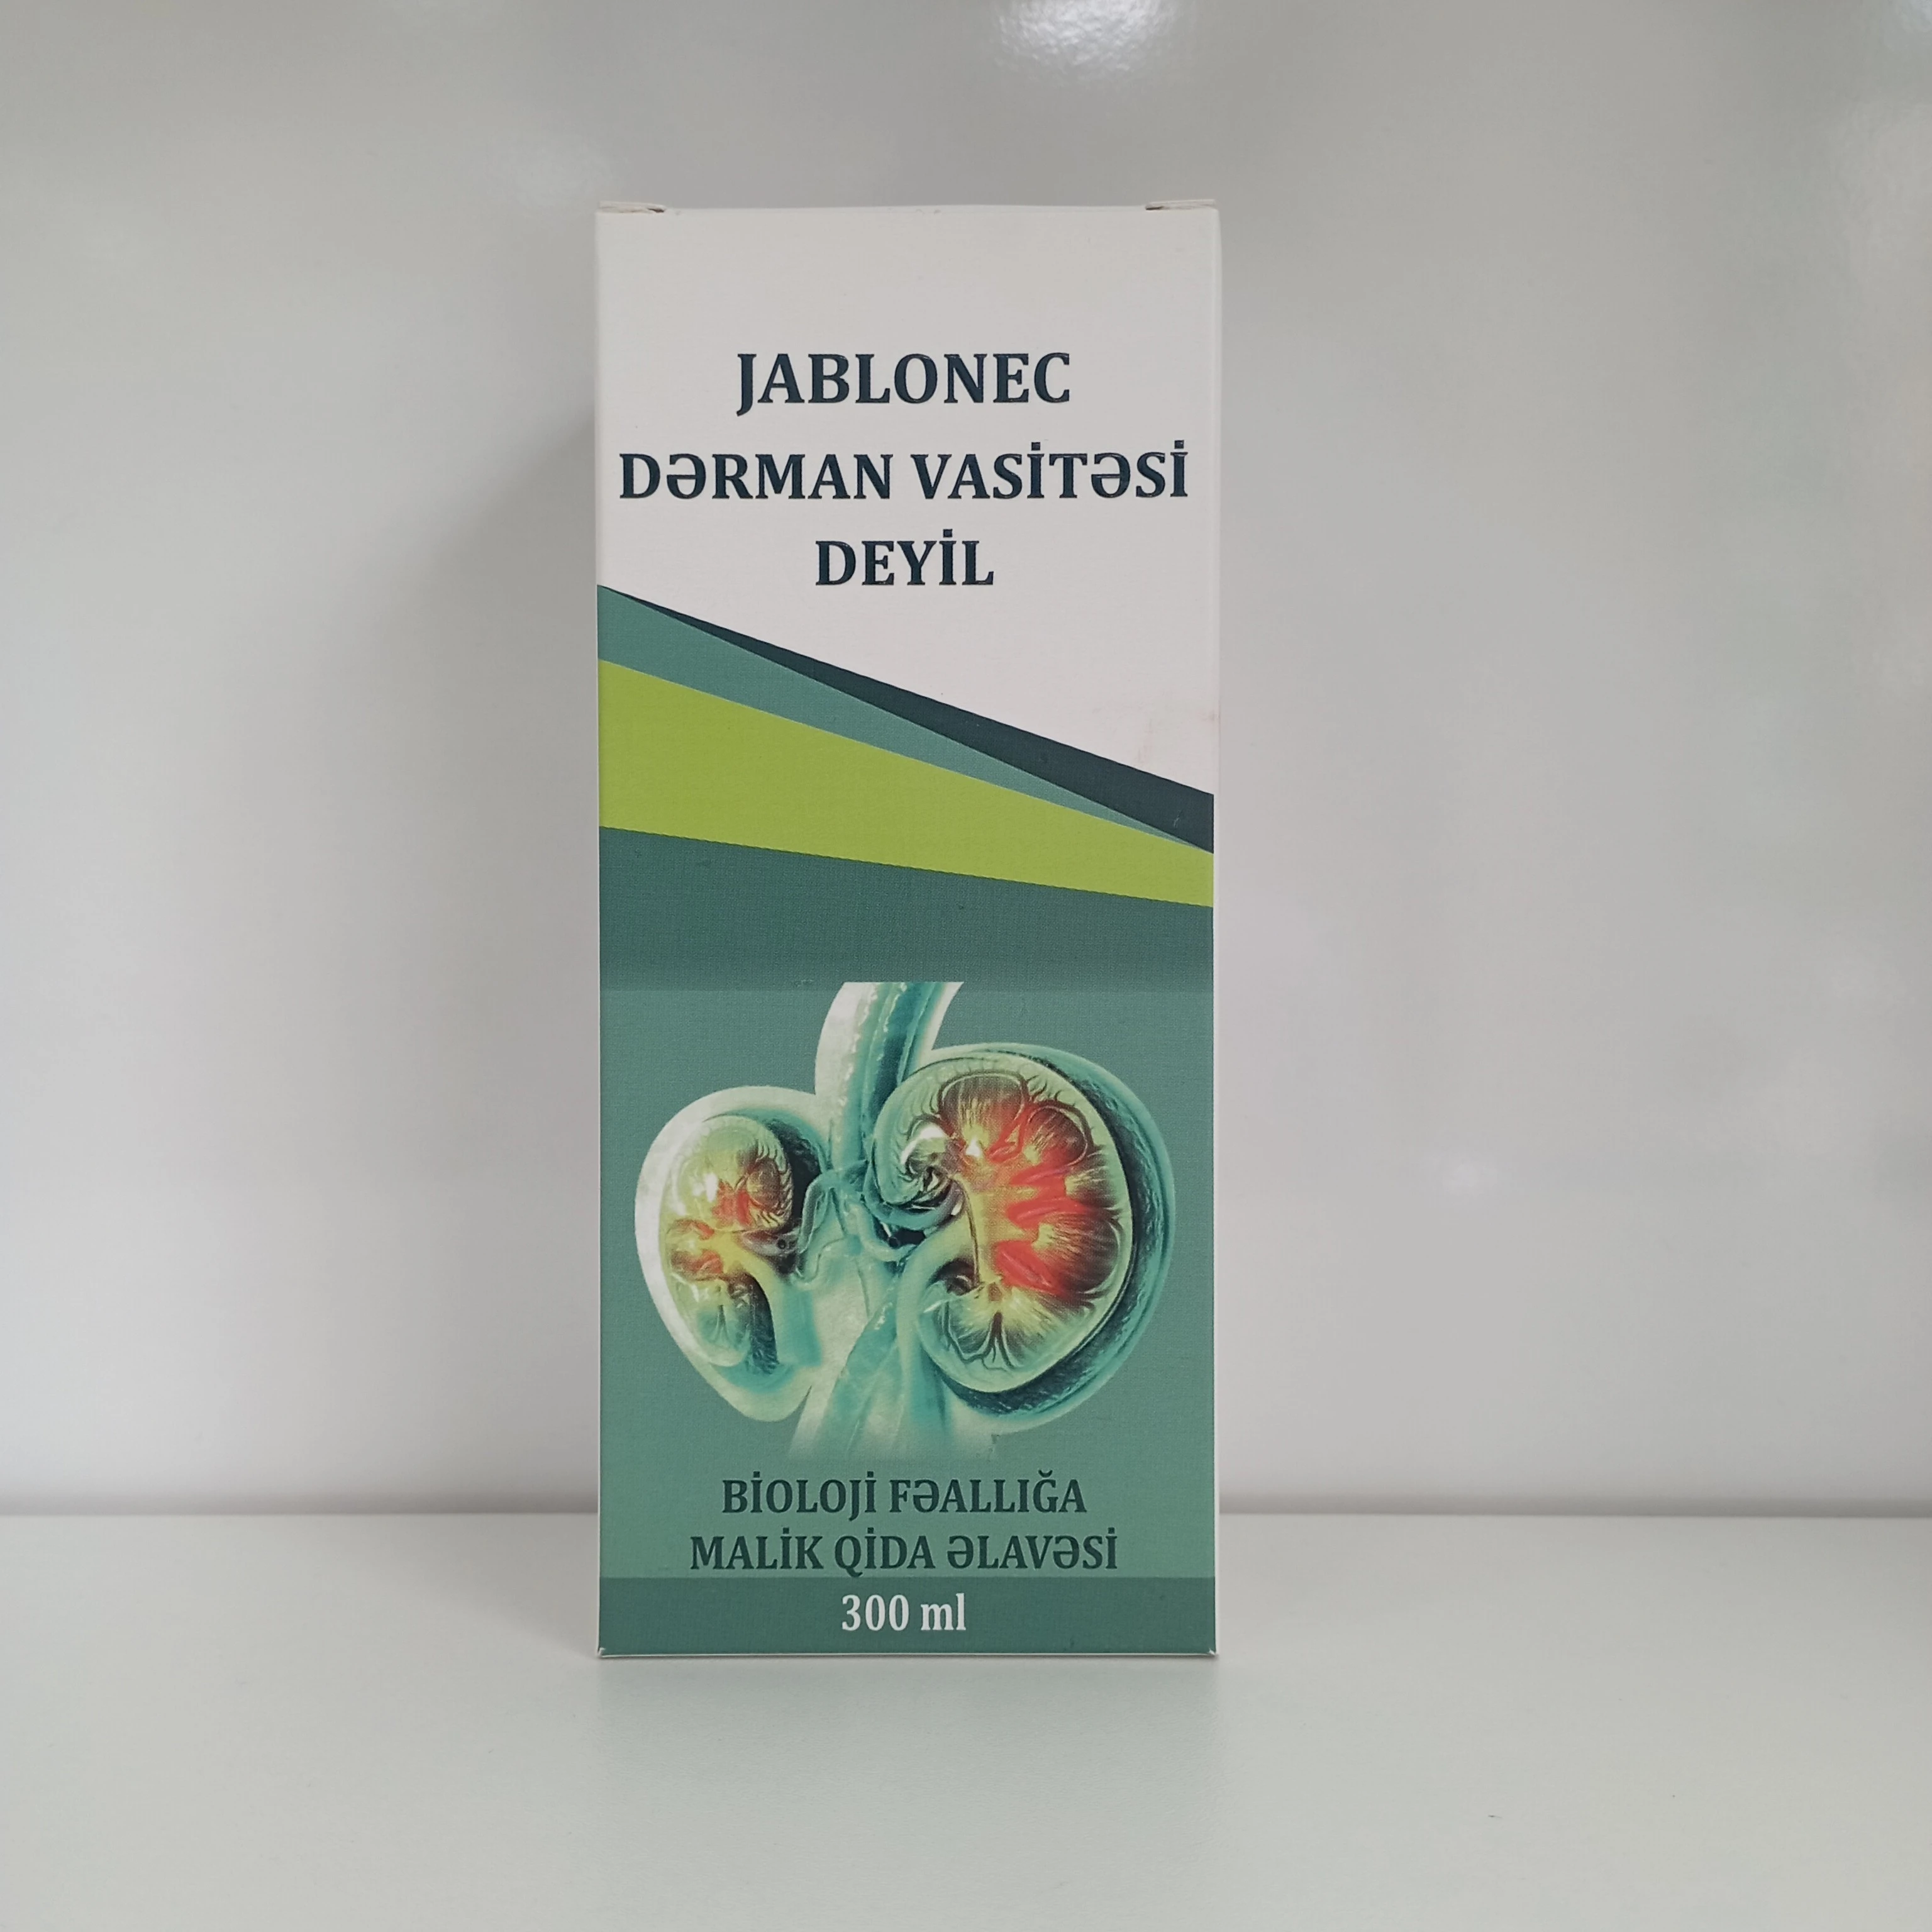 JABLONEC
DƏRMAN VASİTƏSİ
DEYİL
BİOLOJİ FƏALLIĞA
MALİK QİDA ƏLAVƏSİ
300 ml